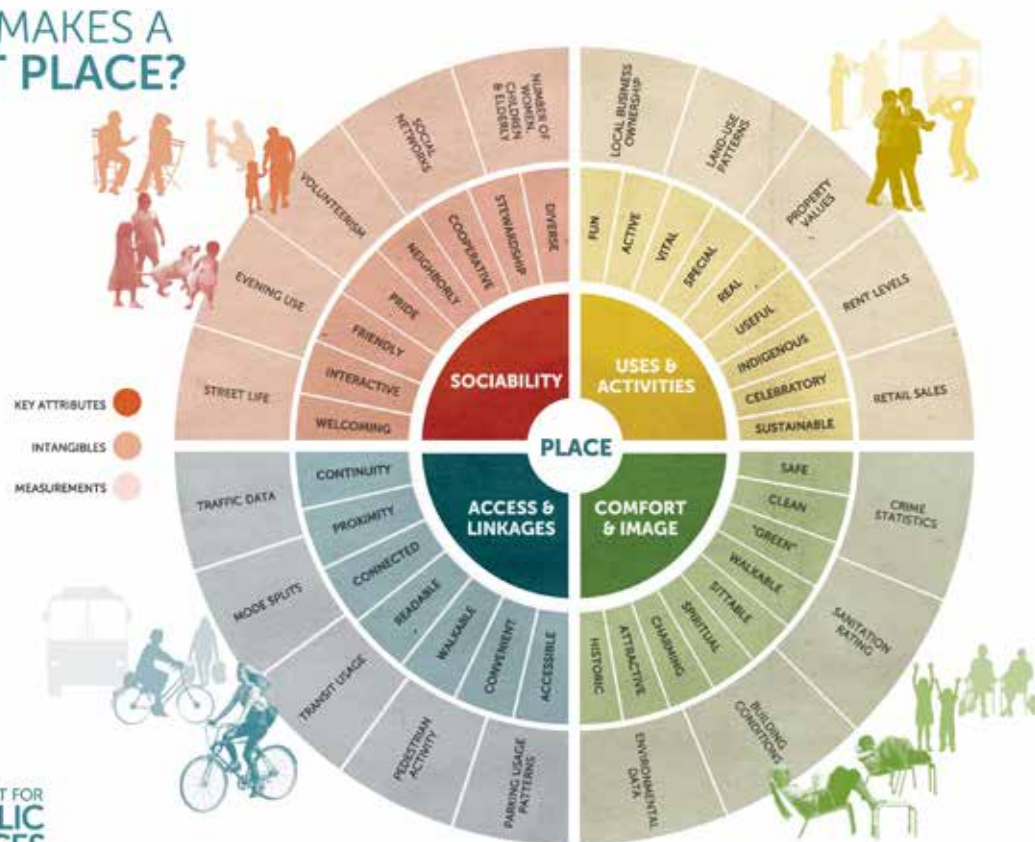 MAKES A
T PLACE?
KEY ATTRIBUTES
INTANGIBLES
MEASUREMENTS
PLACE
SOCIABILITY
USES &
ACTIVITIES
ACCESS &
LINKAGES
COMFORT
& IMAGE
WELCOMING
INTERACTIVE
FRIENDLY
PRIDE
NEIGHBORLY
COOPERATIVE
STEWARDSHIP
DIVERSE
STREET LIFE
EVENING USE
VOLUNTEERISM
SOCIAL
NETWORKS
NUMBER OF
WOMEN,
CHILDREN
& ELDERLY
FUN
ACTIVE
VITAL
SPECIAL
REAL
USEFUL
INDIGENOUS
CELEBRATORY
SUSTAINABLE
LOCAL BUSINESS
OWNERSHIP
LAND-USE
PATTERNS
PROPERTY
VALUES
RENT LEVELS
RETAIL SALES
SAFE
CLEAN
"GREEN"
WALKABLE
SITTABLE
SPIRITUAL
CHARMING
ATTRACTIVE
HISTORIC
CRIME
STATISTICS
SANITATION
RATING
BUILDING
CONDITIONS
ENVIRONMENTAL
DATA
CONTINUITY
PROXIMITY
CONNECTED
READABLE
WALKABLE
CONVENIENT
ACCESSIBLE
TRAFFIC DATA
MODE SPLITS
TRANSIT USAGE
PEDESTRIAN
ACTIVITY
PARKING USAGE
PATTERNS
T FOR
LIC
CES